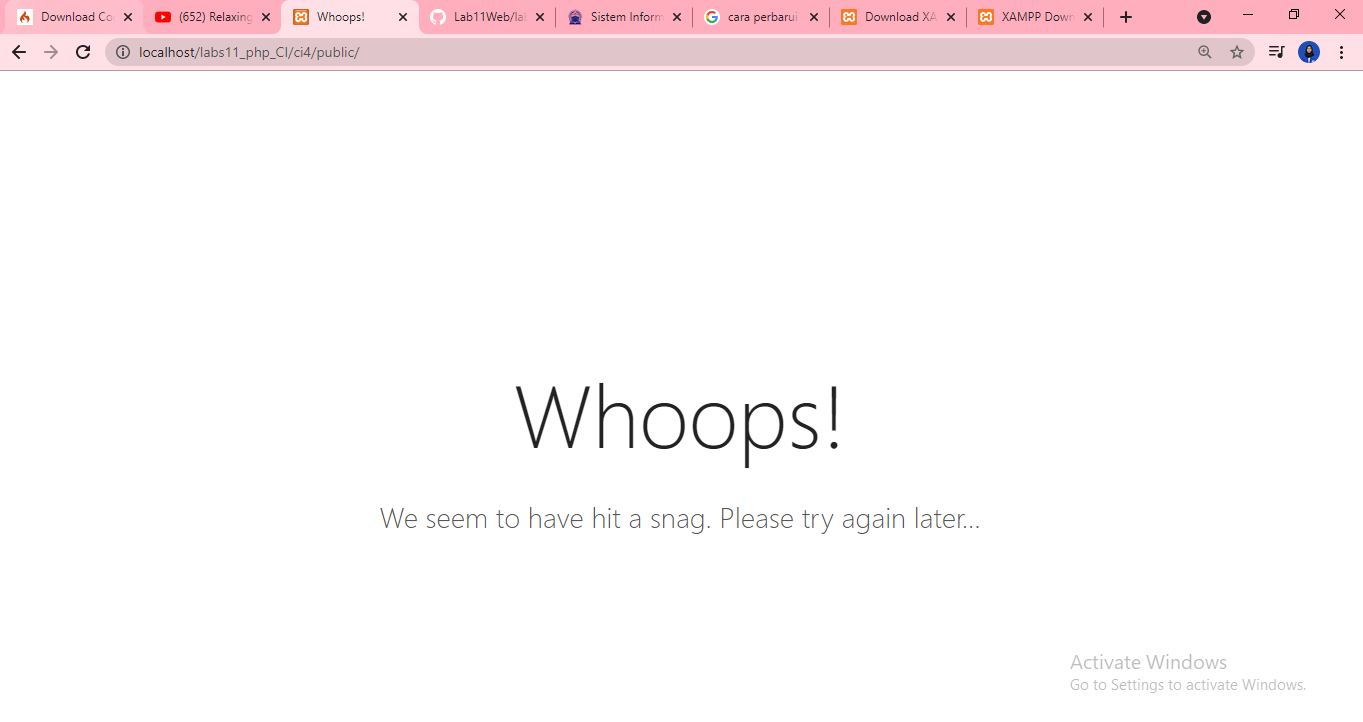 Download Co
(652) Relaxing
Whoops!
Lab11Web/la
Sistem Inform
cara perbarui
Download XA
XAMPP Down
localhost/labs11_php_CI/ci4/public/
Whoops!
We seem to have hit a snag. Please try again later...
Activate Windows
Go to Settings to activate Windows.